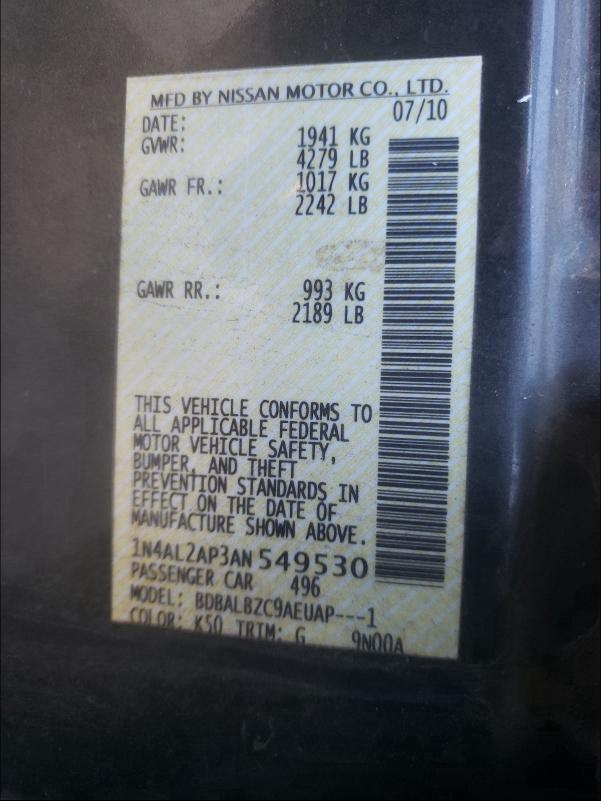 MFD BY NISSAN MOTOR CO., LTD.
DATE: 07/10
GVWR: 1941 KG
4279 LB
GAWR FR.: 1017 KG
2242 LB
GAWR RR.: 993 KG
2189 LB
THIS VEHICLE CONFORMS TO
ALL APPLICABLE FEDERAL
MOTOR VEHICLE SAFETY,
BUMPER, AND THEFT
PREVENTION STANDARDS IN
EFFECT ON THE DATE OF
MANUFACTURE SHOWN ABOVE.
1N4AL2AP3AN549530
PASSENGER CAR 496
MODEL: BDBALBZC9AEUAP---1
COLOR: K50 TRIM: G 9N00A